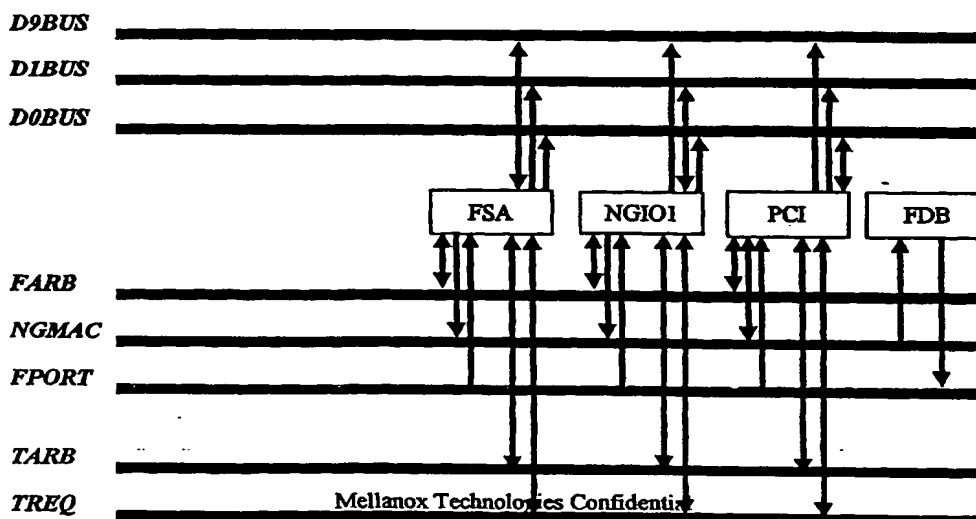 D9BUS
D1BUS
D0BUS
FSA NGIO1 PCI FDB
FARB
NGMAC
FPORT
TARB
TREQ
Mellanox Technologies Confidential